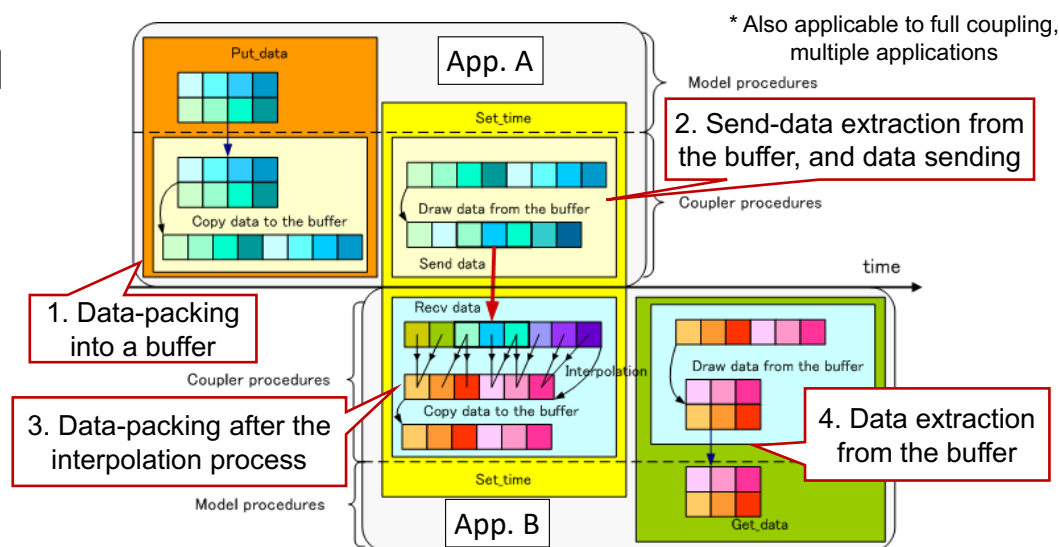 * Also applicable to full coupling,
multiple applications
Put_data
App. A
Model procedures
Set_time
2. Send-data extraction from
the buffer, and data sending
Copy data to the buffer
Draw data from the buffer
Coupler procedures
Send data
time
1. Data-packing
into a buffer
Recv data
Interpolation
Draw data from the buffer
Coupler procedures
Copy data to the buffer
3. Data-packing after the
interpolation process
4. Data extraction
from the buffer
Set_time
Model procedures
App. B
Get_data